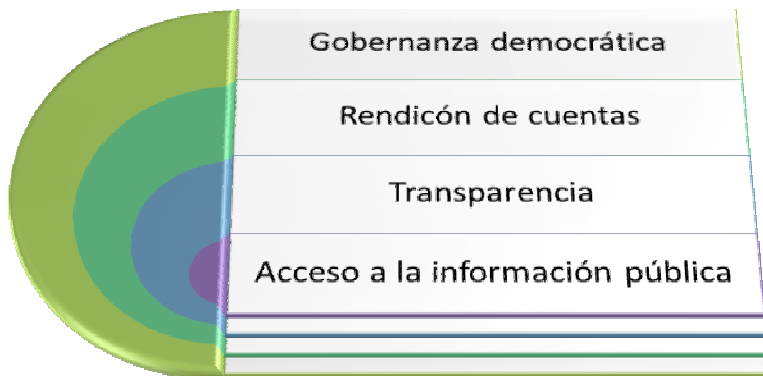 Gobernanza democrática
Rendicón de cuentas
Transparencia
Acceso a la información pública